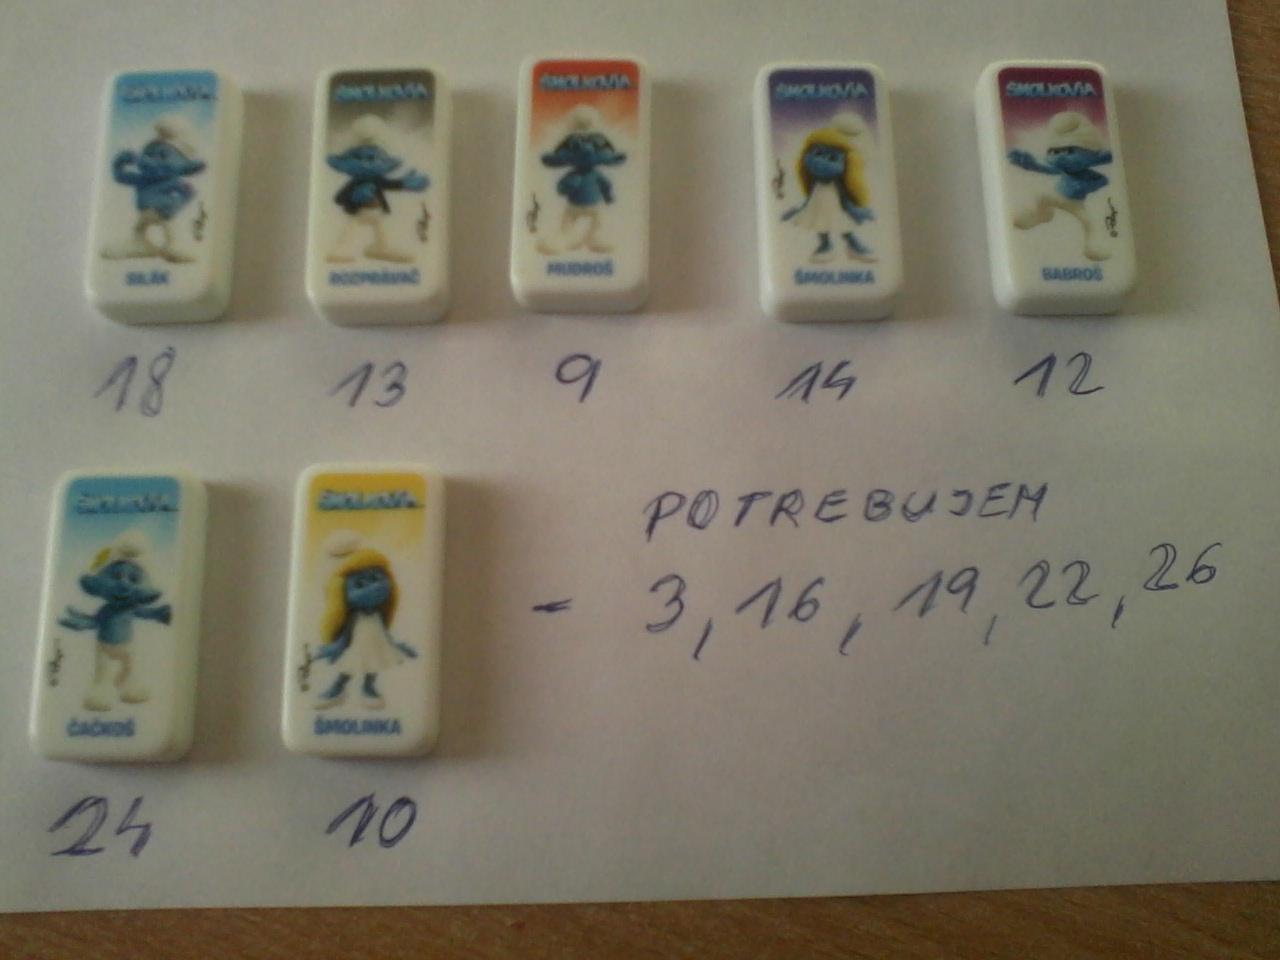 ŠMOLKOVIA ŠMOLKOVIA ŠMOLKOVIA ŠMOLKOVIA ŠMOLKOVIA
SILÁK ROZPRÁVAČ MUDROŠ ŠMOLINKA BABROŠ
18 13 9 14 12
ŠMOLKOVIA ŠMOLKOVIA
ČAČKOŠ ŠMOLINKA
24 10
POTREBUJEM
- 3, 16, 19, 22, 26